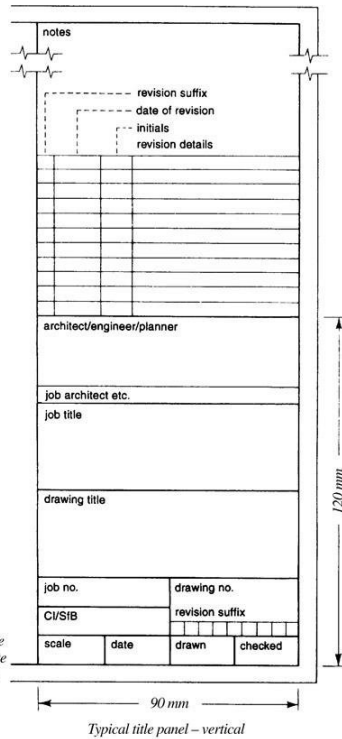 notes
revision suffix
date of revision
initials
revision details
architect/engineer/planner
job architect etc.
job title
drawing title
job no.
drawing no.
CI/SfB
revision suffix
scale
date
drawn
checked
120 mm
90 mm
Typical title panel – vertical